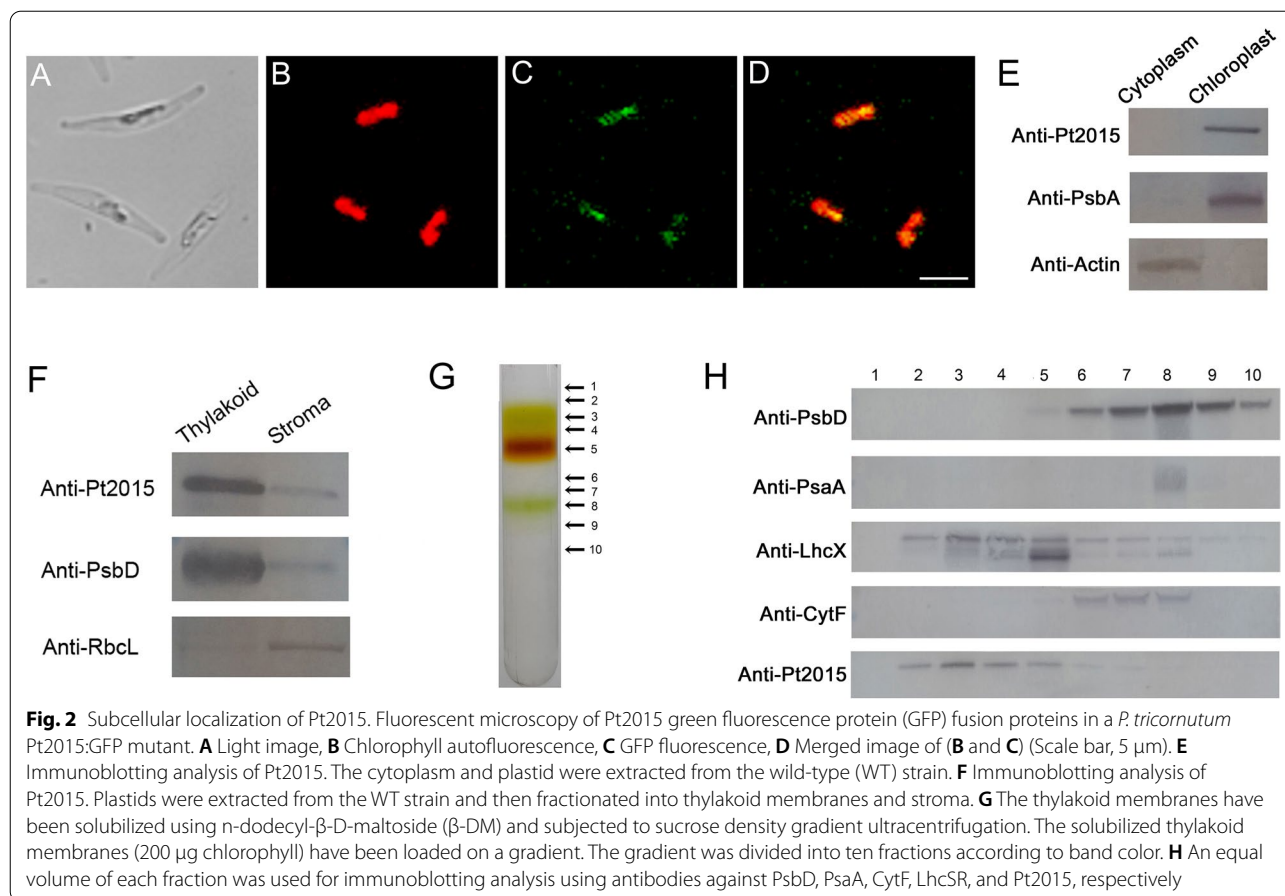 A
B
C
D
E
Cytoplasm
Chloroplast
Anti-Pt2015
Anti-PsbA
Anti-Actin
F
Thylakoid
Stroma
Anti-Pt2015
Anti-PsbD
Anti-RbcL
G
1
2
3
4
5
6
7
8
9
10
H
1 2 3 4 5 6 7 8 9 10
Anti-PsbD
Anti-PsaA
Anti-LhcX
Anti-CytF
Anti-Pt2015
Fig. 2 Subcellular localization of Pt2015. Fluorescent microscopy of Pt2015 green fluorescence protein (GFP) fusion proteins in a P. tricornutum
Pt2015:GFP mutant. A Light image, B Chlorophyll autofluorescence, C GFP fluorescence, D Merged image of (B and C) (Scale bar, 5 μm). E
Immunoblotting analysis of Pt2015. The cytoplasm and plastid were extracted from the wild-type (WT) strain. F Immunoblotting analysis of
Pt2015. Plastids were extracted from the WT strain and then fractionated into thylakoid membranes and stroma. G The thylakoid membranes have
been solubilized using n-dodecyl-β-D-maltoside (β-DM) and subjected to sucrose density gradient ultracentrifugation. The solubilized thylakoid
membranes (200 μg chlorophyll) have been loaded on a gradient. The gradient was divided into ten fractions according to band color. H An equal
volume of each fraction was used for immunoblotting analysis using antibodies against PsbD, PsaA, CytF, LhcSR, and Pt2015, respectively